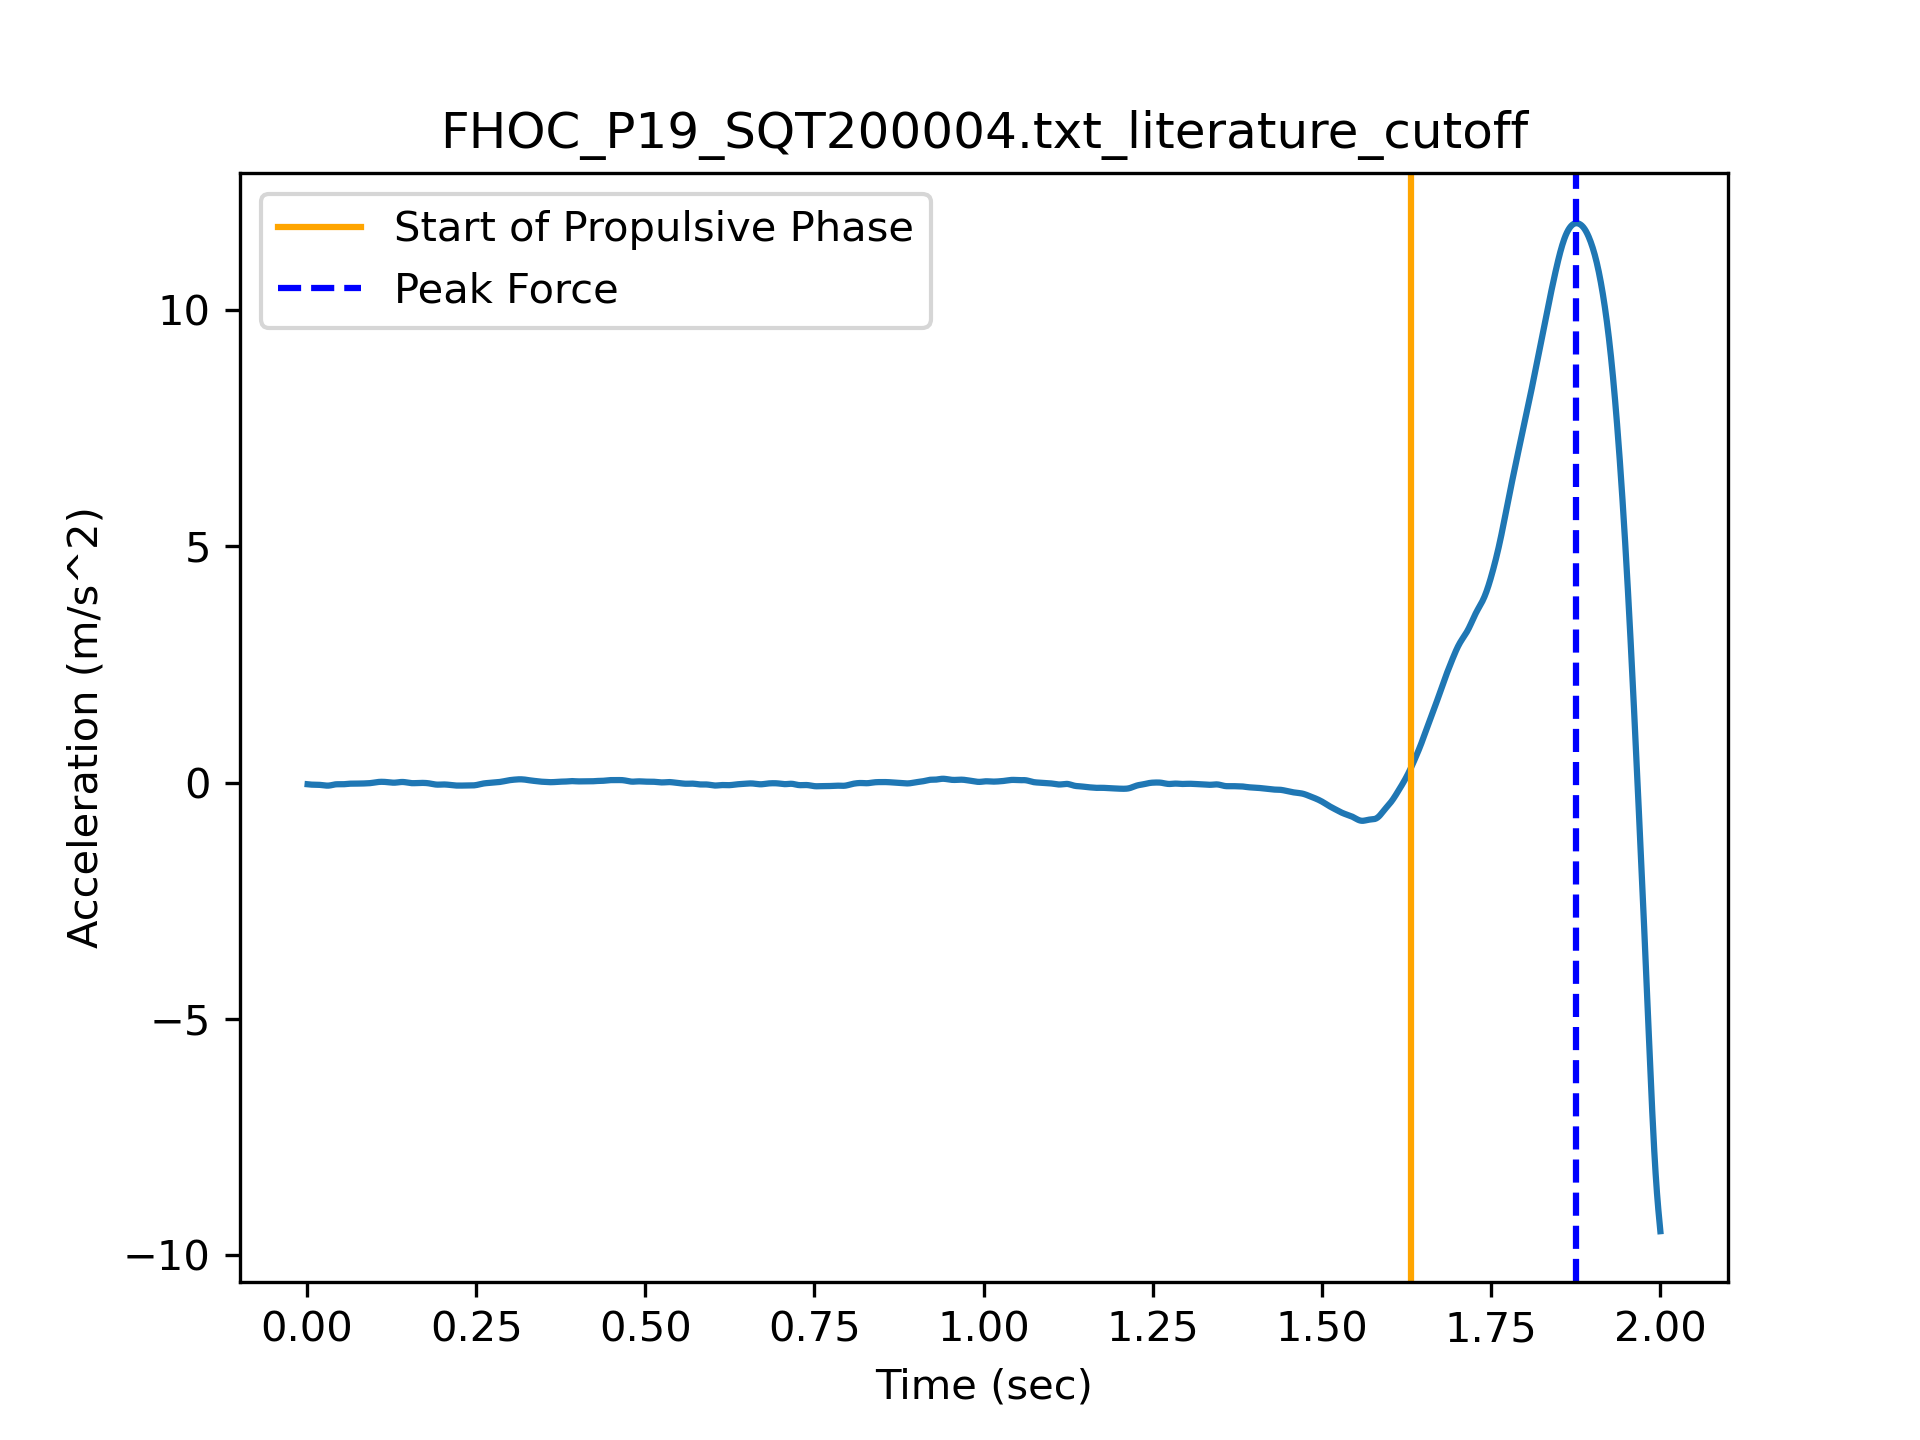 FHOC_P19_SQT200004.txt_literature_cutoff
Start of Propulsive Phase
Peak Force
10
5
0
−5
−10
Acceleration (m/s^2)
0.00 0.25 0.50 0.75 1.00 1.25 1.50 1.75 2.00
Time (sec)